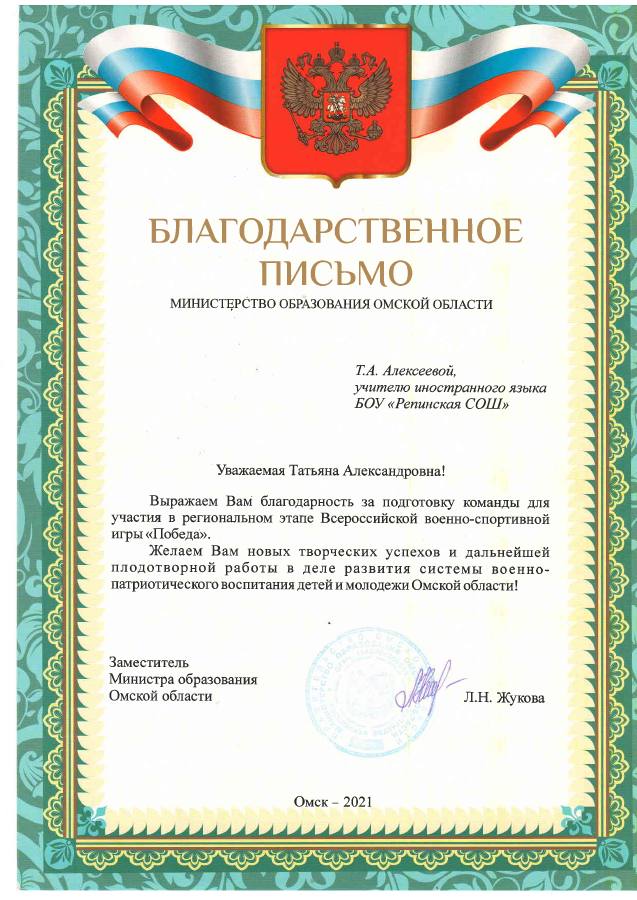 БЛАГОДАРСТВЕННОЕ
ПИСЬМО
МИНИСТЕРСТВО ОБРАЗОВАНИЯ ОМСКОЙ ОБЛАСТИ
Т.А. Алексеевой,
учителю иностранного языка
БОУ «Репинская СОШ»
Уважаемая Татьяна Александровна!
Выражаем Вам благодарность за подготовку команды для
участия в региональном этапе Всероссийской военно-спортивной
игры «Победа».
Желаем Вам новых творческих успехов и дальнейшей
плодотворной работы в деле развития системы военно-
патриотического воспитания детей и молодежи Омской области!
Заместитель
Министра образования
Омской области
Л.Н. Жукова
Омск – 2021